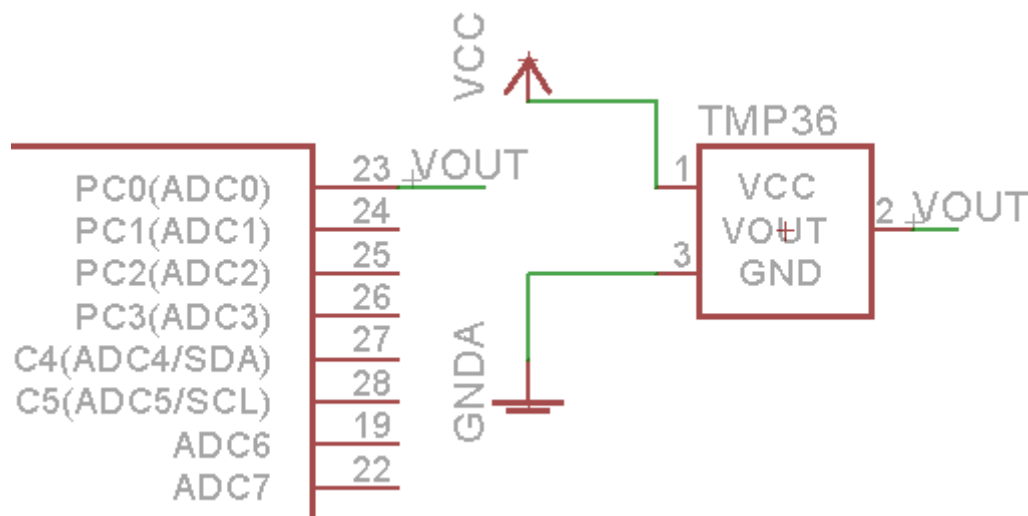 VCC
TMP36
23
VOUT
PC0(ADC0)
24
PC1(ADC1)
25
PC2(ADC2)
26
PC3(ADC3)
27
C4(ADC4/SDA)
28
C5(ADC5/SCL)
19
ADC6
22
ADC7
1
VCC
VOUT
2
VOUT
3
GND
GNDA